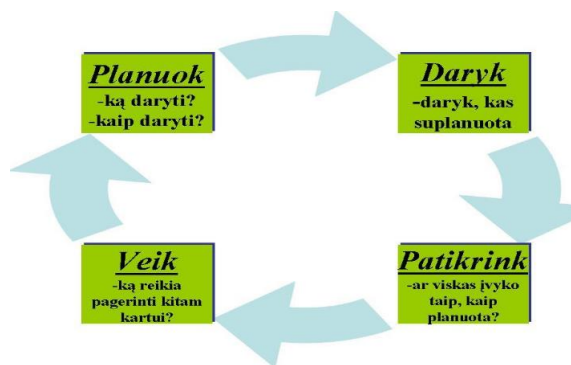 Planuok
-ką daryti?
-kaip daryti?
Daryk
-daryk, kas
suplanuota
Patikrink
-ar viskas įvyko
taip, kaip
planuota?
Veik
-ką reikia
pagerinti kitam
kartui?